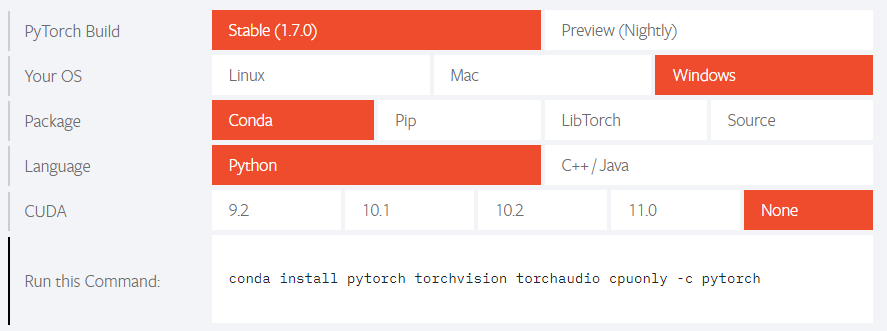 PyTorch Build Stable (1.7.0) Preview (Nightly)
Your OS Linux Mac Windows
Package Conda Pip LibTorch Source
Language Python C++ / Java
CUDA 9.2 10.1 10.2 11.0 None
Run this Command: conda install pytorch torchvision torchaudio cpuonly -c pytorch